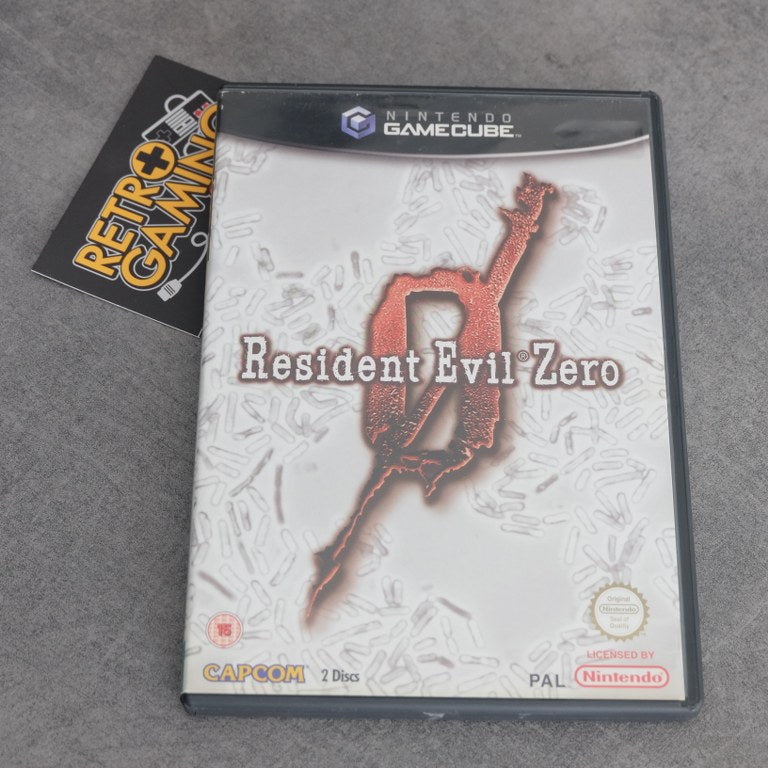 NINTENDO
GAMECUBE™
RETRO
GAMING
Resident Evil® Zero
15
Original
Nintendo
Seal of
Quality
LICENSED BY
CAPCOM 2 Discs
PAL Nintendo